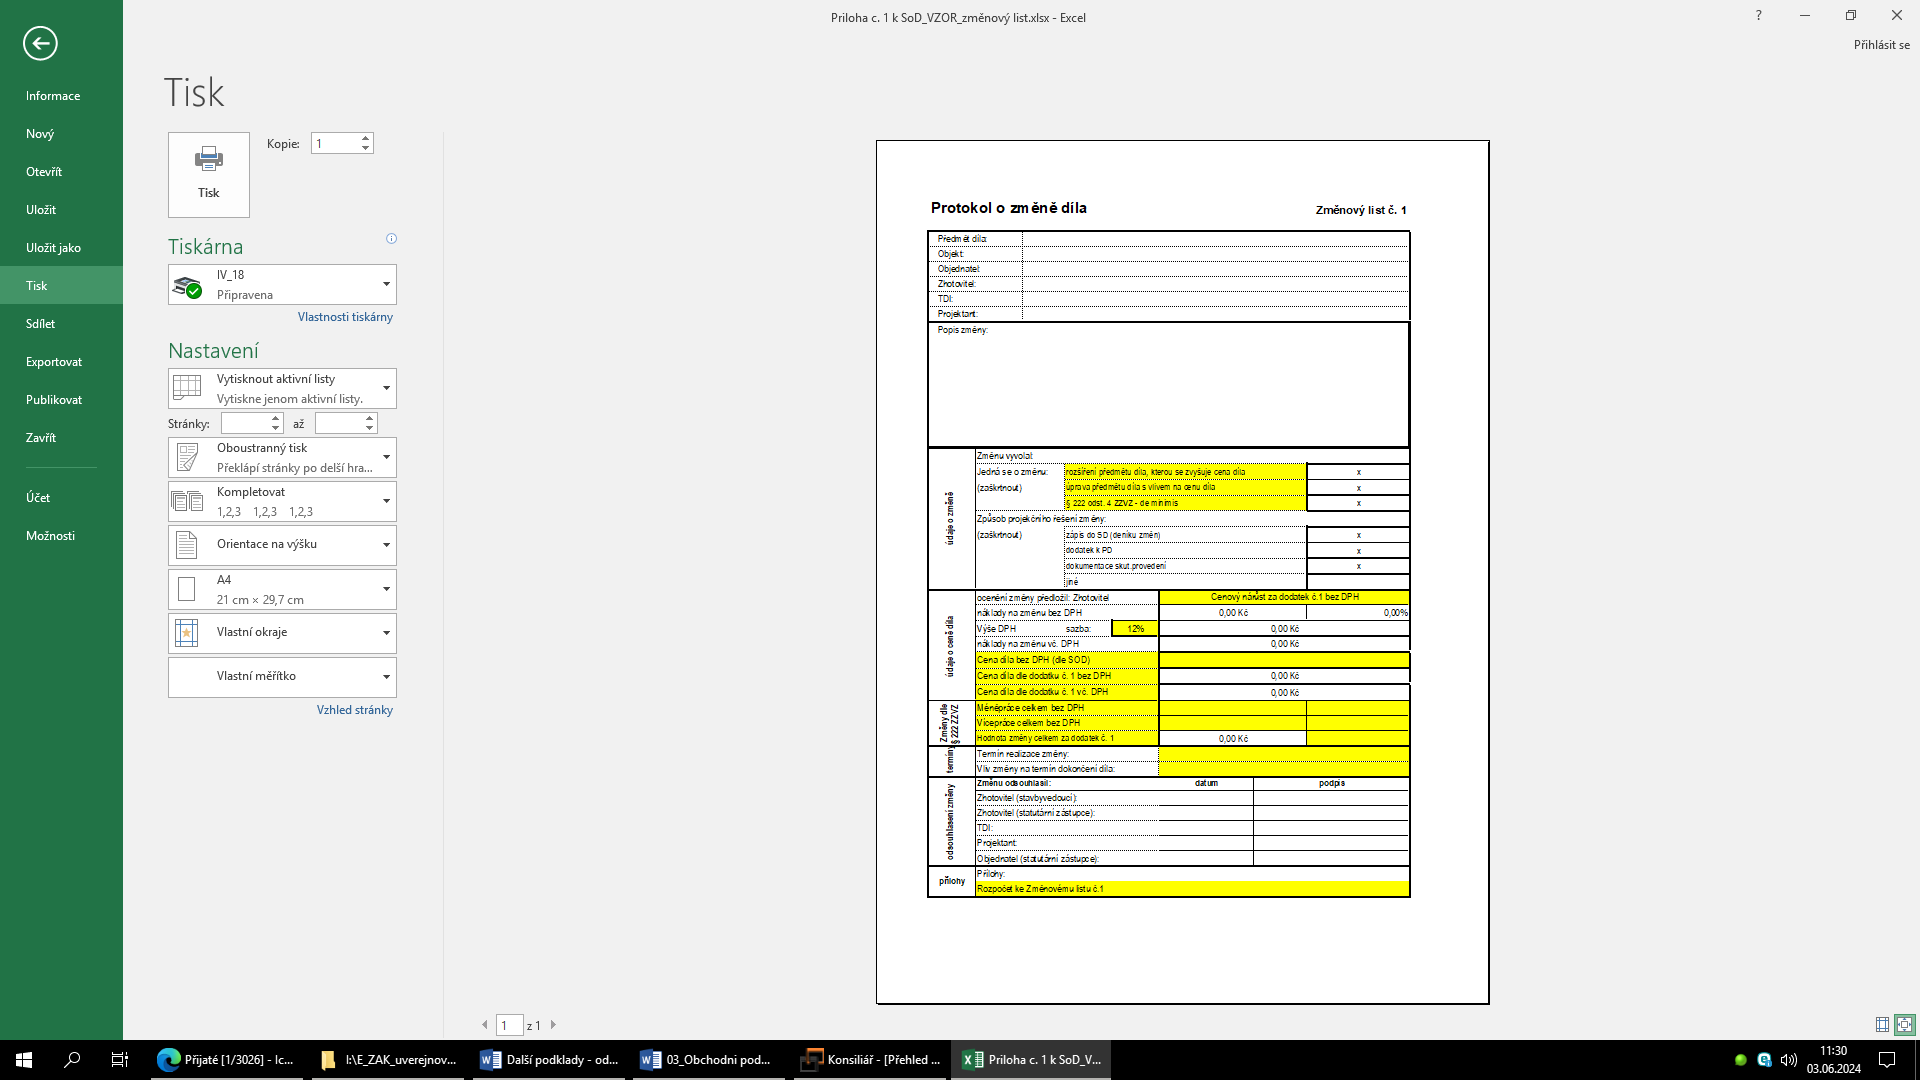 Priloha c. 1 k SoD_VZOR_změnový list.xlsx - Excel
?
Přihlásit se
Informace
Nový
Otevřít
Uložit
Uložit jako
Tisk
Sdílet
Exportovat
Publikovat
Zavřít
Účet
Možnosti
Tisk
Tisk
Kopie: 1
Tiskárna
IV_18
Připravena
Vlastnosti tiskárny
Nastavení
Vytisknout aktivní listy
Vytiskne jenom aktivní listy.
Stránky: až
Oboustranný tisk
Překlápí stránky po delší hra...
Kompletovat
1,2,3 1,2,3 1,2,3
Orientace na výšku
A4
21 cm × 29,7 cm
Vlastní okraje
Vlastní měřítko
Vzhled stránky
Protokol o změně díla Změnový list č. 1
Předmět díla:
Objekt:
Objednatel:
Zhotovitel:
TDI:
Projektant:
Popis změny:
údaje o změně
Změnu vyvolal:
Jedná se o změnu: rozšíření předmětu díla, kterou se zvyšuje cena díla x
(zaškrtnout) úprava předmětu díla s vlivem na cenu díla x
§ 222 odst. 4 ZZVZ - de minimis x
Způsob projekčního řešení změny:
(zaškrtnout) zápis do SD (deníku změn) x
dodatek k PD x
dokumentace skut.provedení x
jiné
údaje o ceně díla
ocenění změny předložil: Zhotovitel Cenový nárůst za dodatek č.1 bez DPH
náklady na změnu bez DPH 0,00 Kč 0,00%
Výše DPH sazba: 12% 0,00 Kč
náklady na změnu vč. DPH 0,00 Kč
Cena díla bez DPH (dle SOD)
Cena díla dle dodatku č. 1 bez DPH 0,00 Kč
Cena díla dle dodatku č. 1 vč. DPH 0,00 Kč
Změny dle
§ 222 ZZVZ
Méněpráce celkem bez DPH
Vícepráce celkem bez DPH
Hodnota změny celkem za dodatek č. 1 0,00 Kč
termíny
Termín realizace změny:
Vliv změny na termín dokončení díla:
odsouhlasení změny
Změnu odsouhlasil: datum podpis
Zhotovitel (stavbyvedoucí):
Zhotovitel (statutární zástupce):
TDI:
Projektant:
Objednatel (statutární zástupce):
přílohy
Přílohy:
Rozpočet ke Změnovému listu č.1
1 z 1
Přijaté [1/3026] - Ic...
I:\E_ZAK_uverejnov...
Další podklady - od...
03_Obchodni pod...
Konsiliář - [Přehled ...
Priloha c. 1 k SoD_V...
11:30
03.06.2024